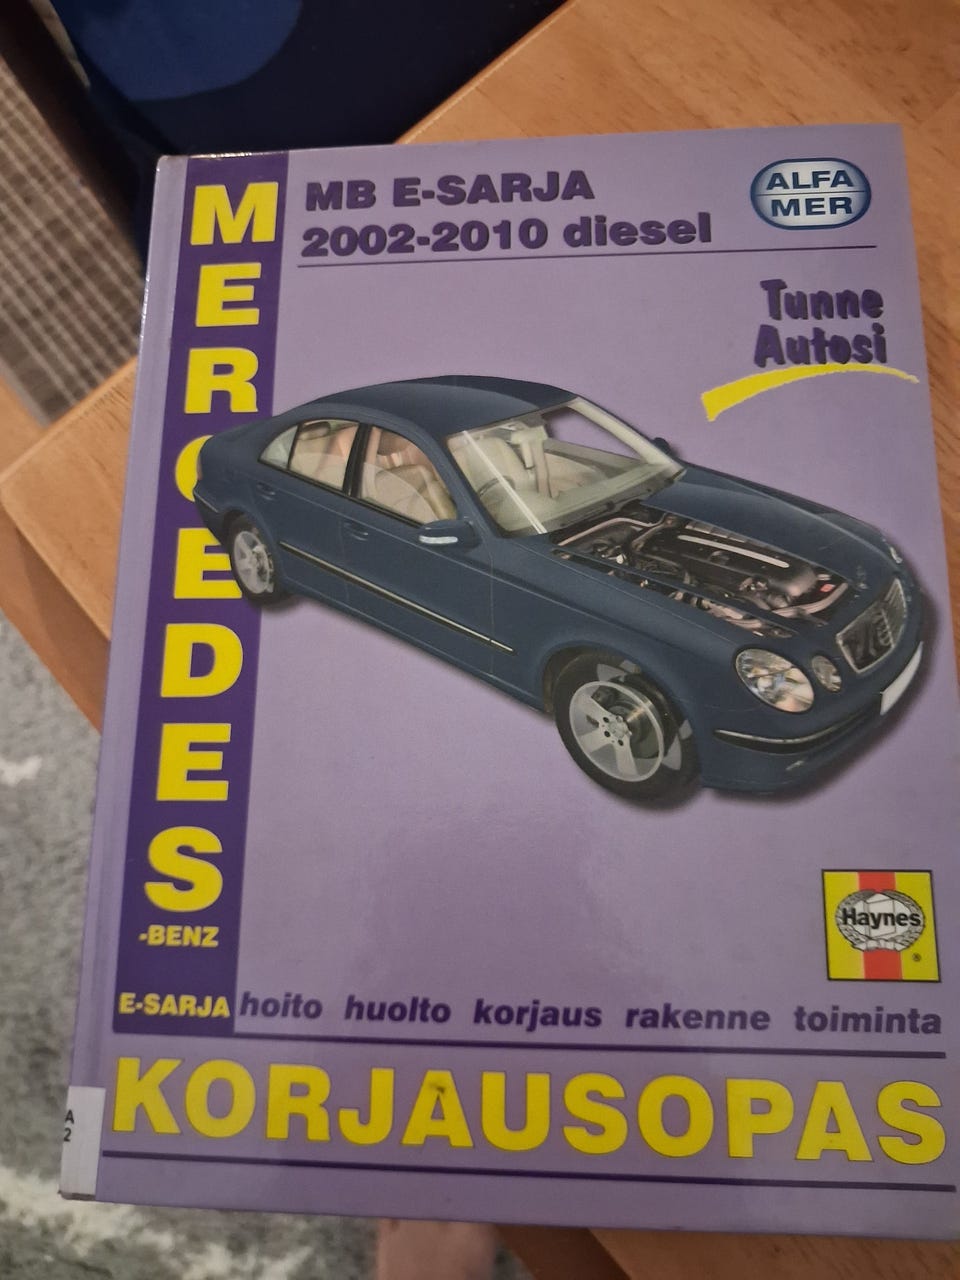 MERCEDES
-BENZ
E-SARJA
MB E-SARJA
2002-2010 diesel
ALFA
MER
Tunne
Autosi
Haynes
®
hoito huolto korjaus rakenne toiminta
KORJAUSOPAS
A
2